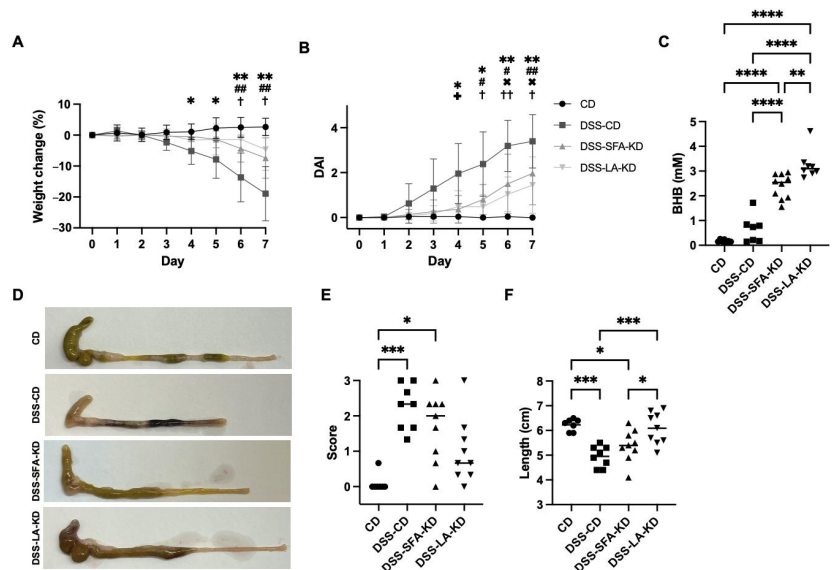 A
Weight change (%)
10
0
−10
−20
−30
0 1 2 3 4 5 6 7
Day
* * ** **
## ##
† †
B
DAI
4
2
0
0 1 2 3 4 5 6 7
Day
* * ** **
✚ # # ##
† ✖ ✖
†† †
CD
DSS-CD
DSS-SFA-KD
DSS-LA-KD
C
****
****
**** **
****
BHB (mM)
5
4
3
2
1
0
CD
DSS-CD
DSS-SFA-KD
DSS-LA-KD
D
CD
DSS-CD
DSS-SFA-KD
DSS-LA-KD
E
*
***
Score
3
2
1
0
CD
DSS-CD
DSS-SFA-KD
DSS-LA-KD
F
***
*
*** *
Length (cm)
8
7
6
5
4
3
CD
DSS-CD
DSS-SFA-KD
DSS-LA-KD